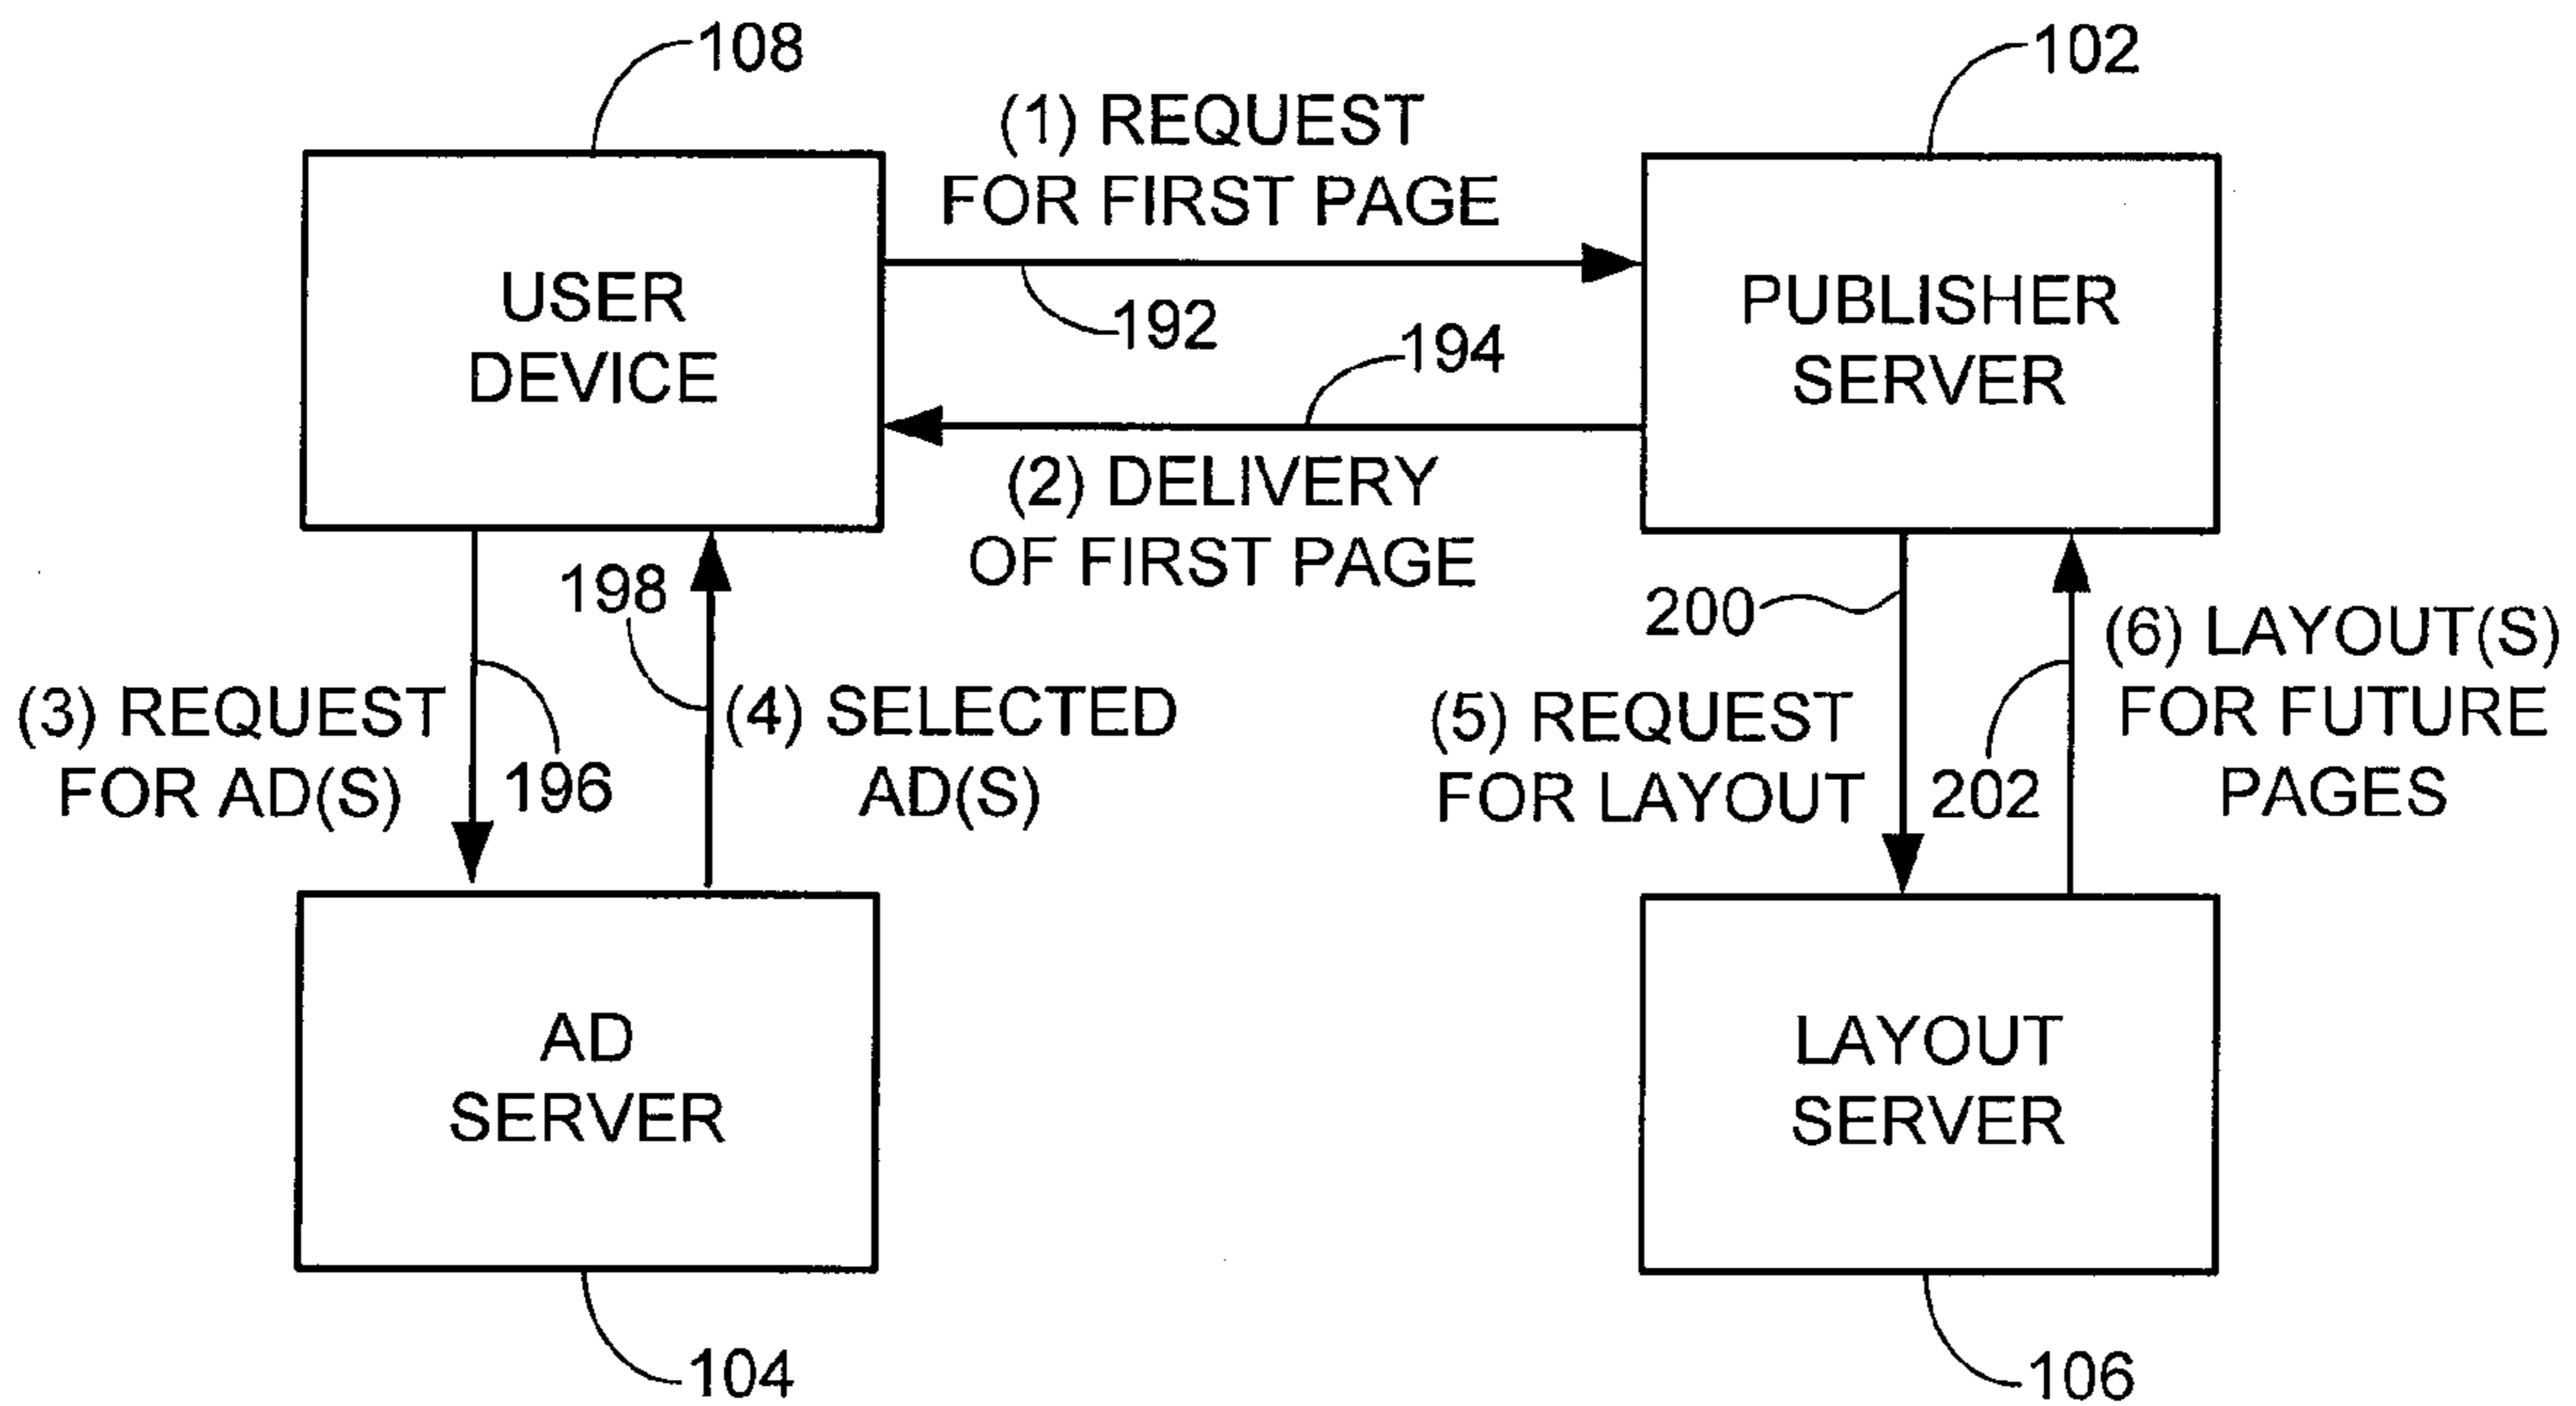 108
102
(1) REQUEST
FOR FIRST PAGE
USER
DEVICE
PUBLISHER
SERVER
192
194
(2) DELIVERY
OF FIRST PAGE
198
200
(3) REQUEST
FOR AD(S)
196
(4) SELECTED
AD(S)
(5) REQUEST
FOR LAYOUT
202
(6) LAYOUT(S)
FOR FUTURE
PAGES
AD
SERVER
LAYOUT
SERVER
104
106